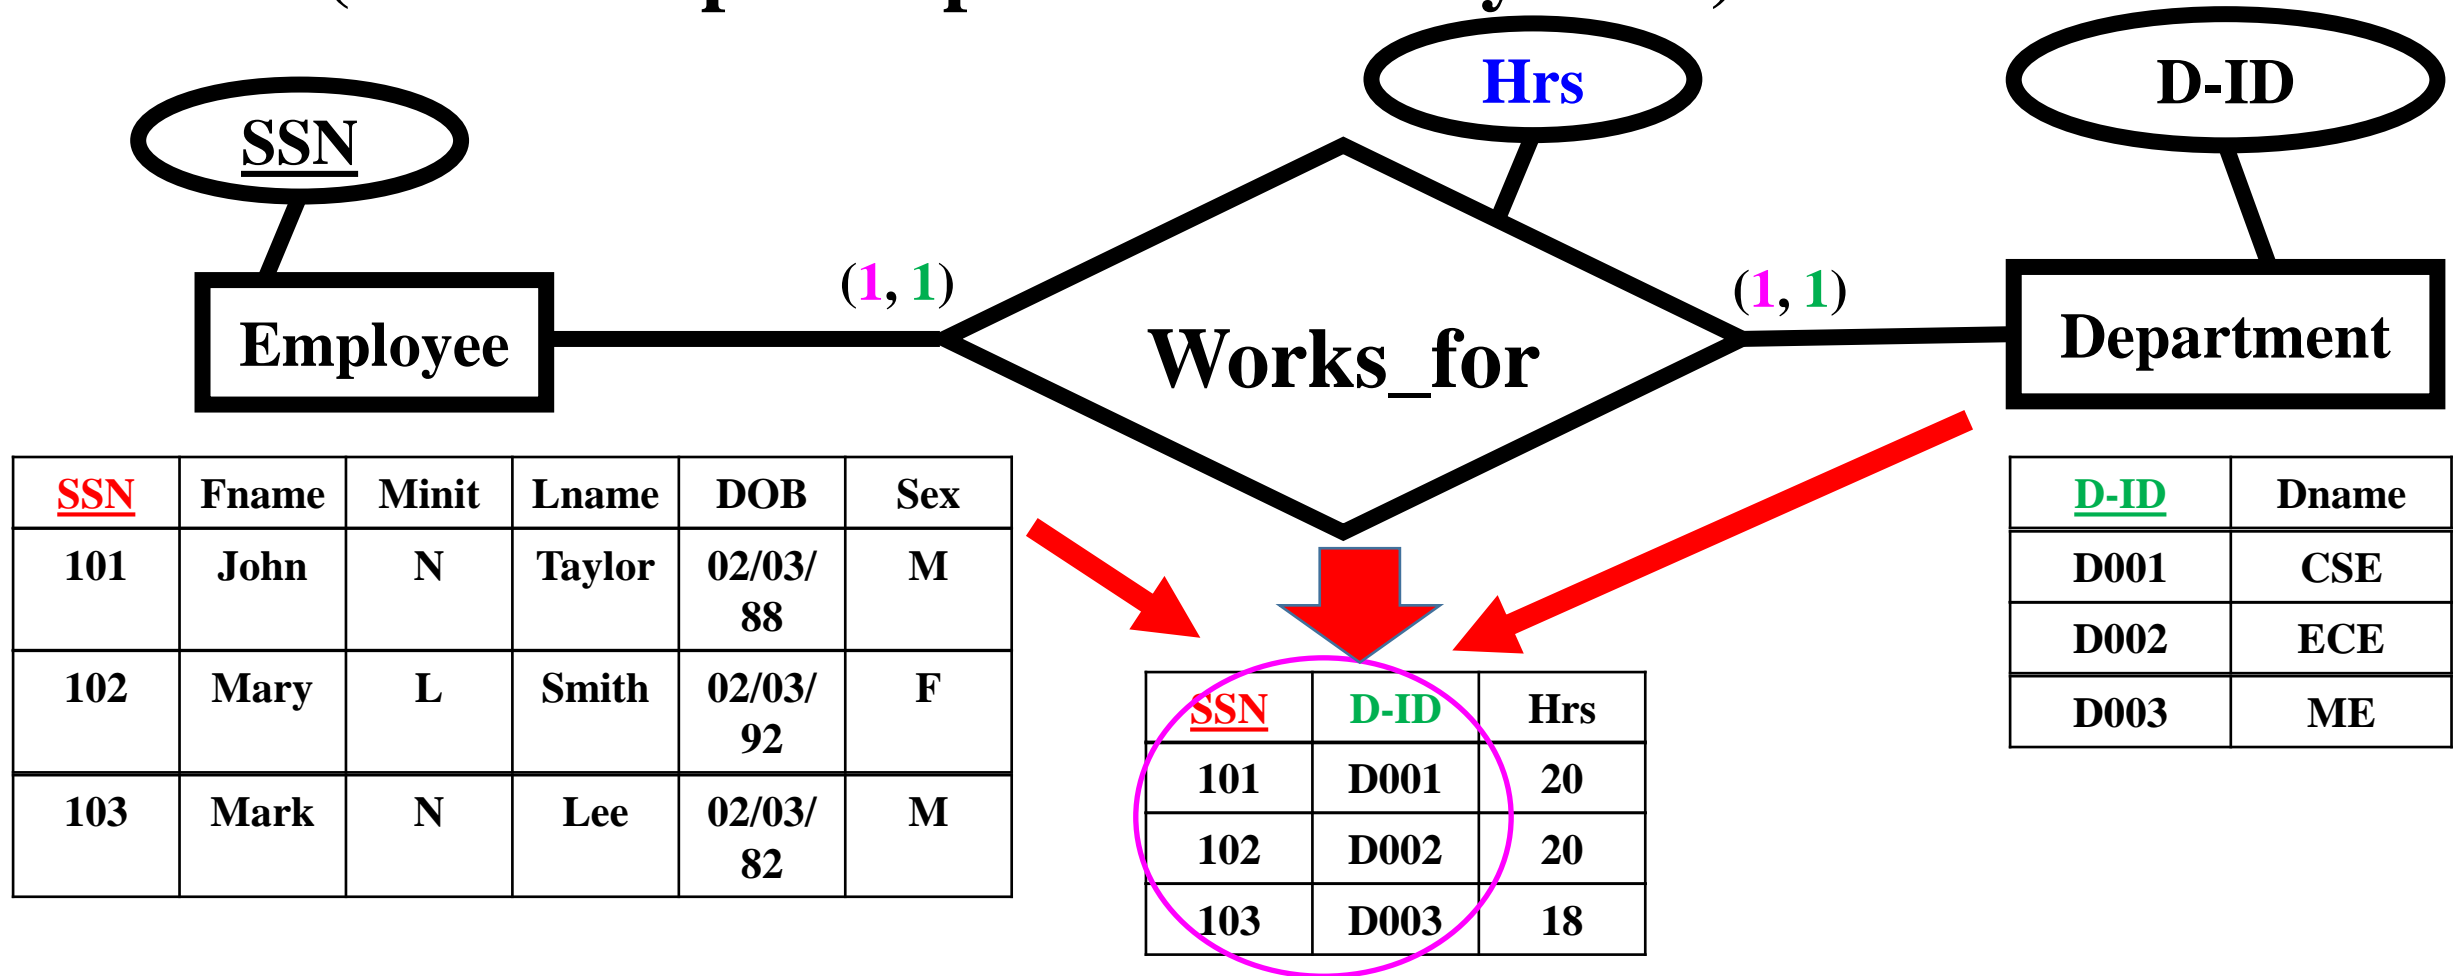 Hrs
D-ID
SSN
(1, 1)
(1, 1)
Employee
Works_for
Department
SSN Fname Minit Lname DOB Sex
101 John N Taylor 02/03/
88
102 Mary L Smith 02/03/
92
103 Mark N Lee 02/03/
82
SSN D-ID Hrs
101 D001 20
102 D002 20
103 D003 18
D-ID Dname
D001 CSE
D002 ECE
D003 ME